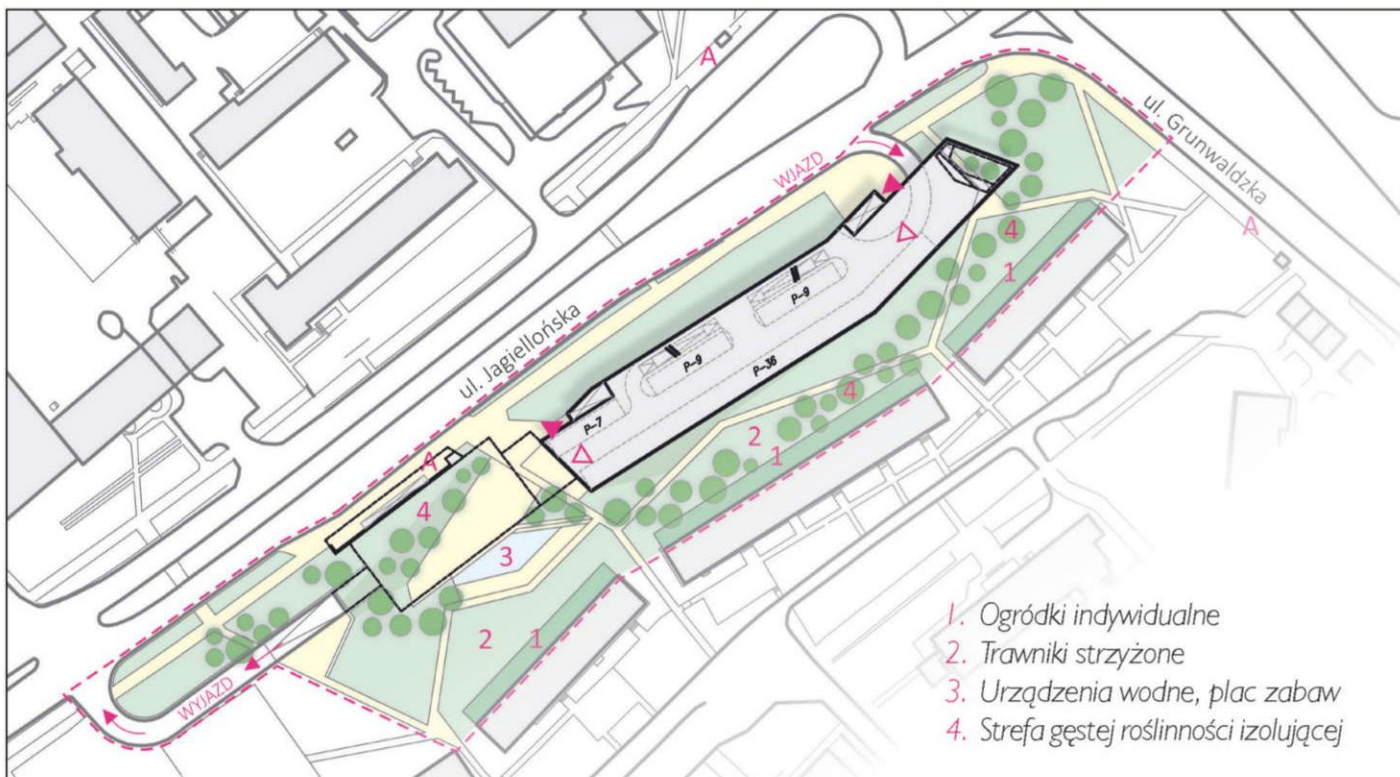 A
ul. Grunwaldzka
WJAZD
A
4
1
ul. Jagiellońska
P-9
P-9
P-36
P-7
4
2
1
A
4
3
2
1
WYJAZD
1. Ogródki indywidualne
2. Trawniki strzyżone
3. Urządzenia wodne, plac zabaw
4. Strefa gęstej roślinności izolującej